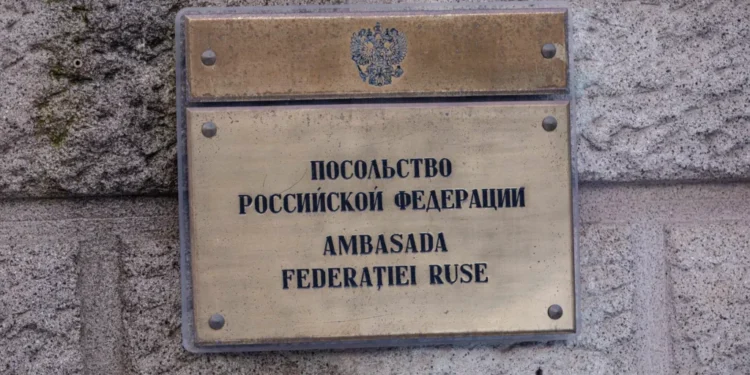 ПОСОЛЬСТВО
РОССИЙСКОЙ ФЕДЕРАЦИИ
AMBASADA
FEDERAȚIEI RUSE